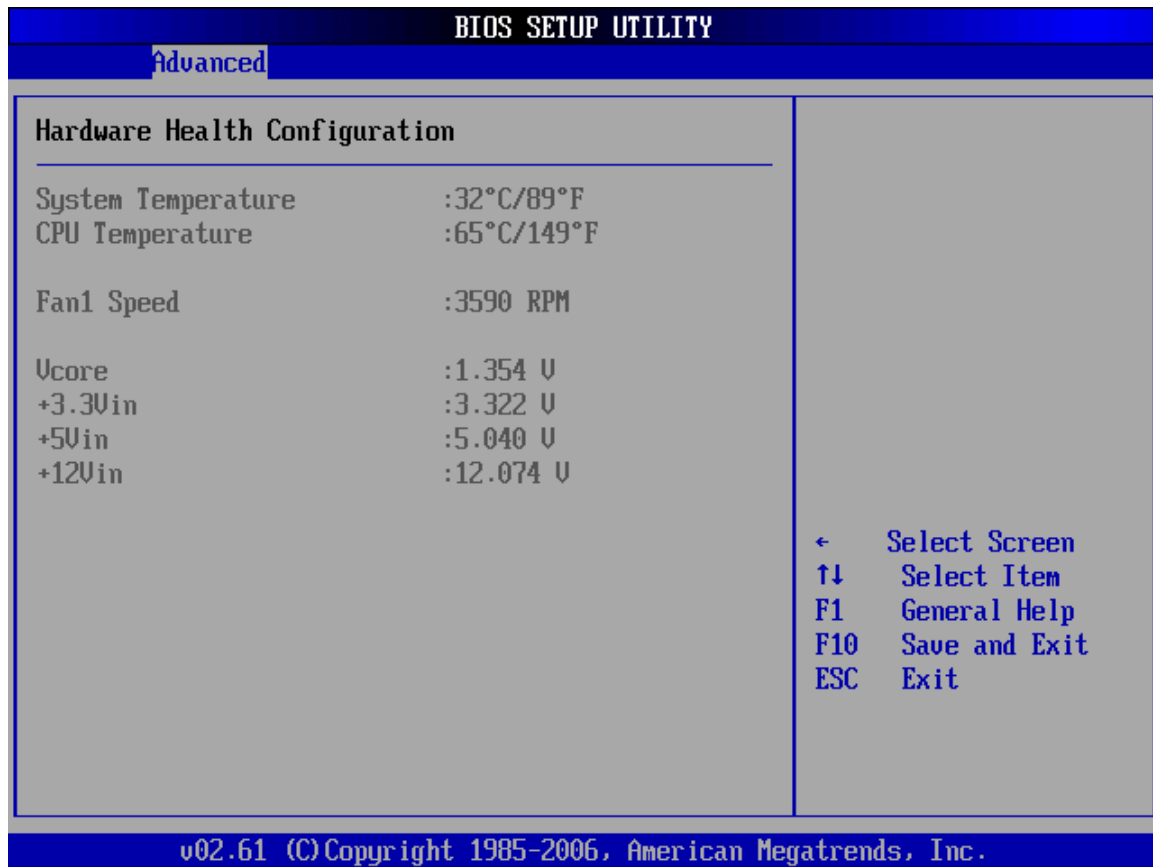 BIOS SETUP UTILITY
Advanced
Hardware Health Configuration
System Temperature :32°C/89°F
CPU Temperature :65°C/149°F
Fan1 Speed :3590 RPM
Vcore :1.354 V
+3.3Vin :3.322 V
+5Vin :5.040 V
+12Vin :12.074 V
← Select Screen
↑↓ Select Item
F1 General Help
F10 Save and Exit
ESC Exit
v02.61 (C)Copyright 1985-2006, American Megatrends, Inc.